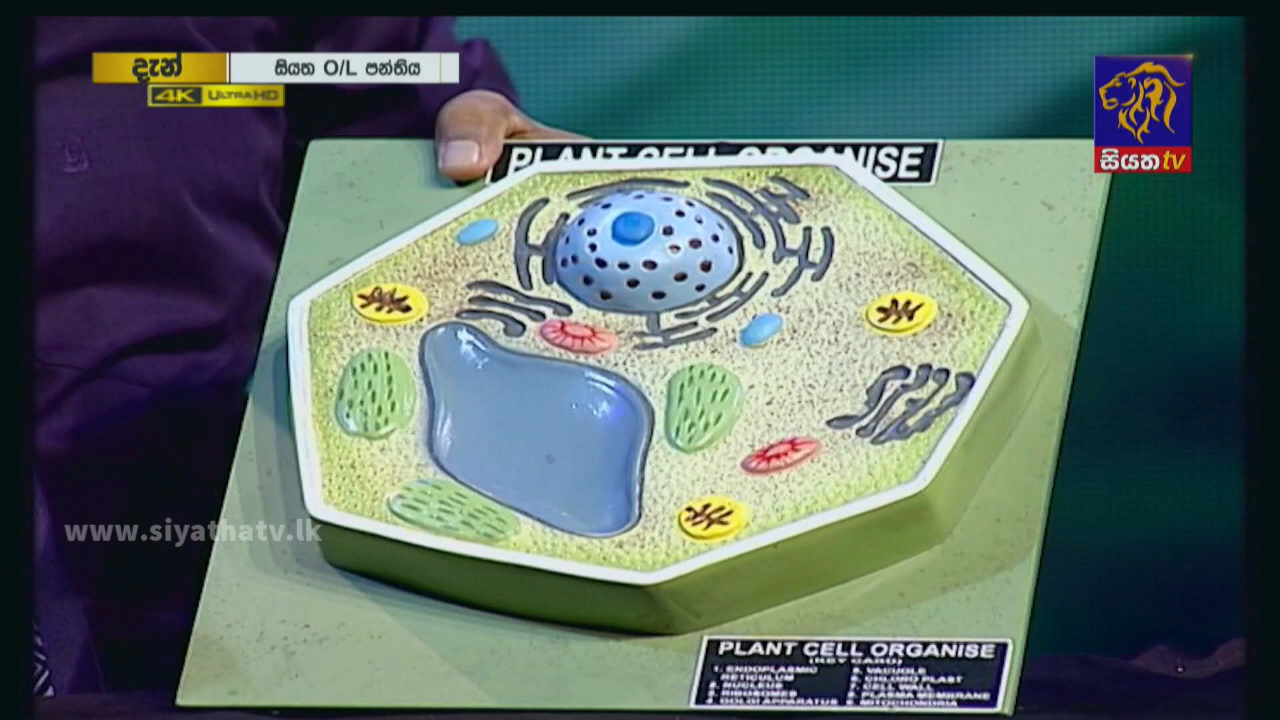 දැන් සියත O/L පන්තිය
4K ULTRA HD
සියත tv
PLANT CELL ORGANISE
www.siyathatv.lk
PLANT CELL ORGANISE
(KEY CARD)
1. ENDOPLASMIC
RETICULUM
2. NUCLEUS
3. RIBOSOMES
4. GOLGI APPARATUS
5. VACUOLE
6. CHLORO PLAST
7. CELL WALL
8. PLASMA MEMBRANE
9. MITOCHONDRIA